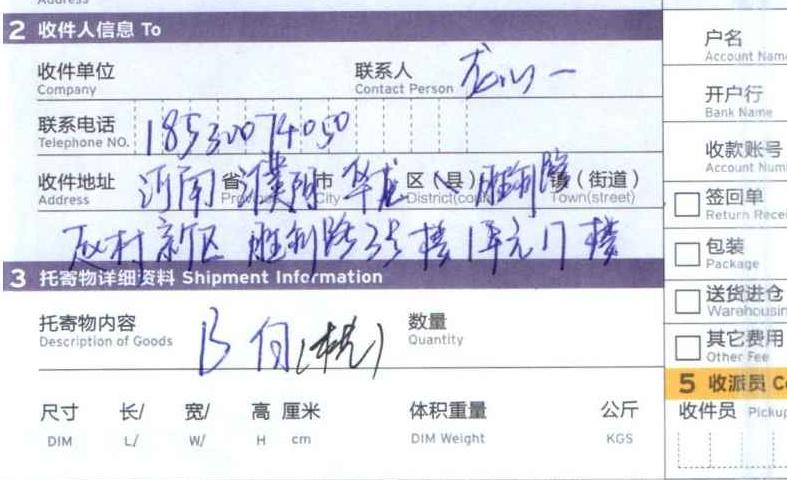 Address
2 收件人信息 To
户名
Account Name
收件单位
Company
联系人 龙心一
Contact Person
开户行
Bank Name
联系电话 18530074050
Telephone NO.
收款账号
Account Num
收件地址 河南 省 濮阳 市 华龙 区(县) 胜利路 镇(街道)
Address Province City District(county) Town(street)
签回单
Return Recei
赵村新区 胜利路3号楼1单元17楼
包装
Package
3 托寄物详细资料 Shipment Information
托寄物内容
Description of Goods
数量
Quantity
送货进仓
Warehousin
其它费用
Other Fee
5 收派员 Co
尺寸 长/ 宽/ 高 厘米 体积重量 公斤
DIM L/ W/ H cm DIM Weight KGS
收件员 Pickup